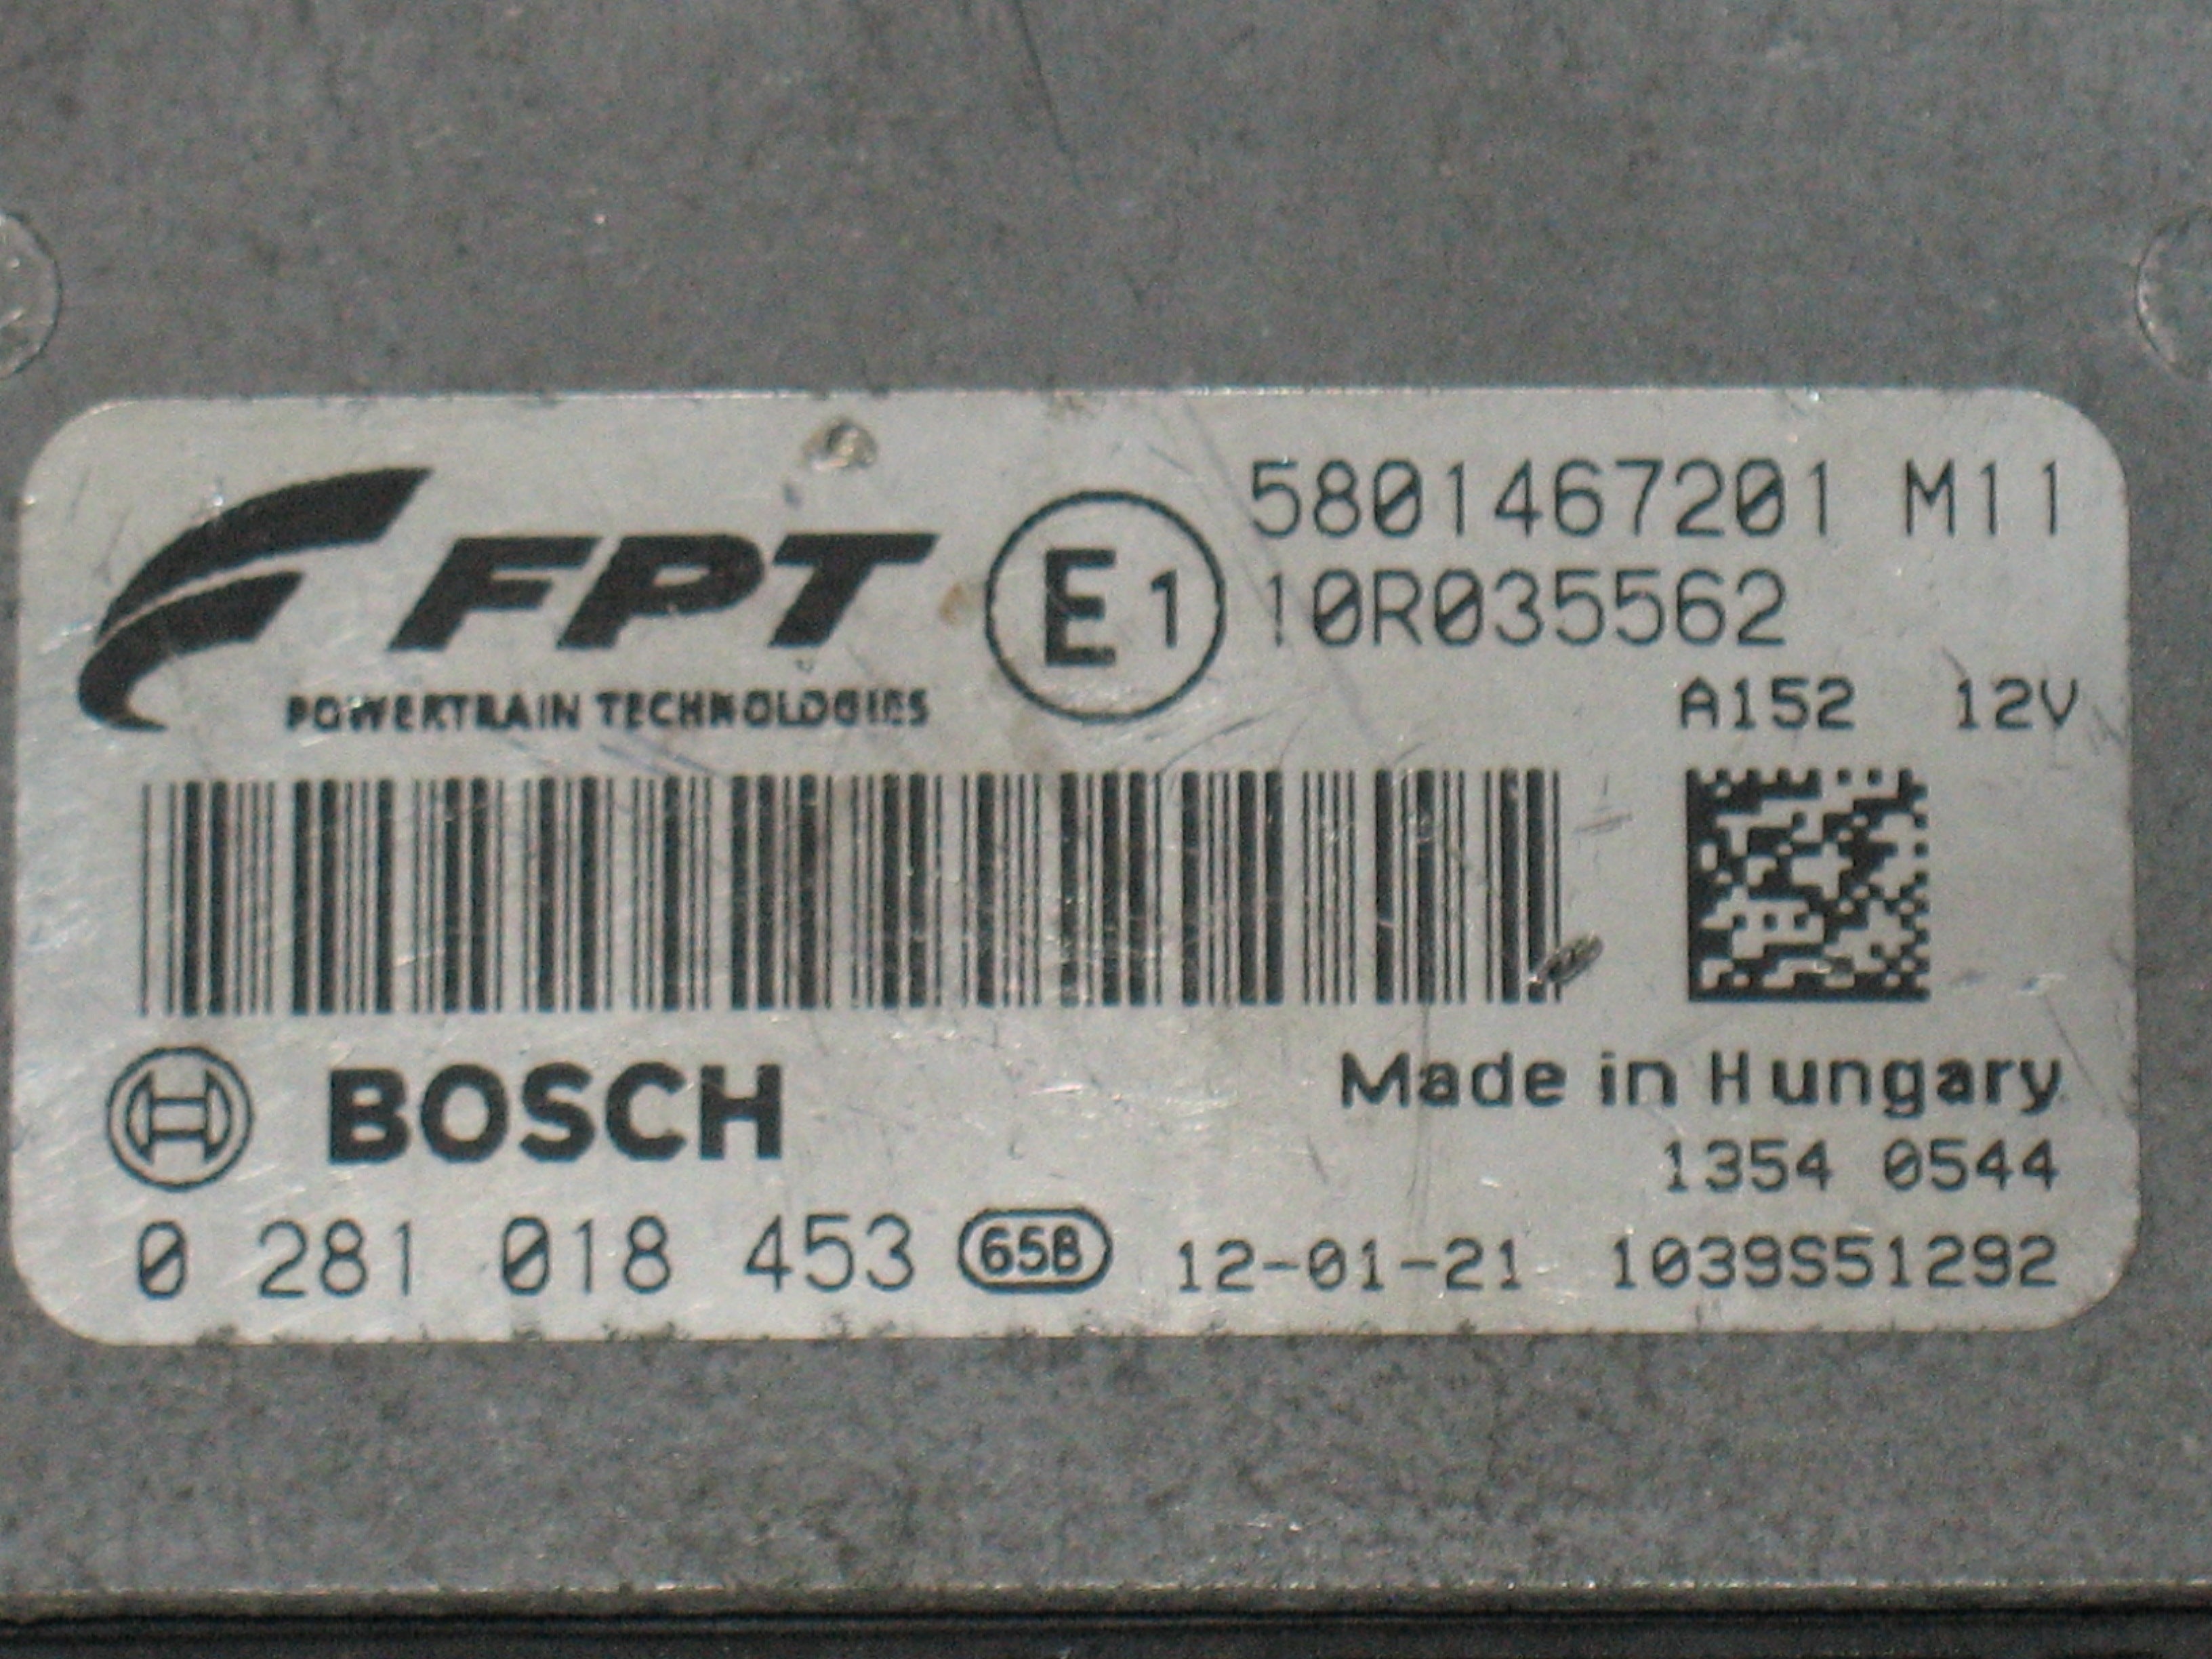 FPT
POWERTRAIN TECHNOLOGIES
E1
5801467201 M11
10R035562
A152 12V
BOSCH
Made in Hungary
1354 0544
0 281 018 453 65B 12-01-21 1039S51292